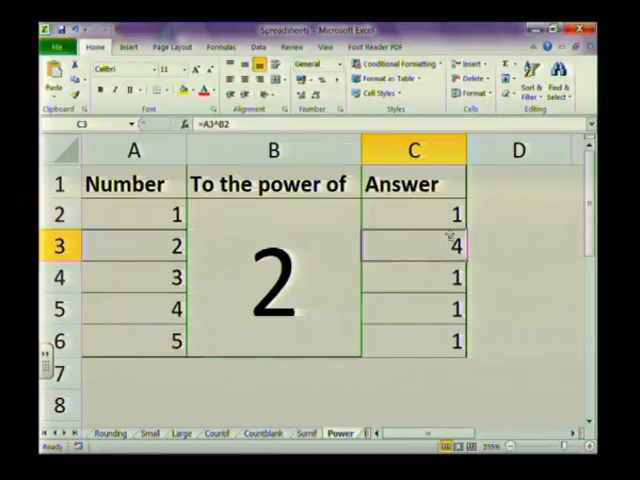 Spreadsheets - Microsoft Excel
File Home Insert Page Layout Formulas Data Review View Foxit Reader PDF
Calibri 11 General Conditional Formatting Insert
Paste Format as Table Delete Sort & Filter Find & Select
Cell Styles Format
Clipboard Font Alignment Number Styles Cells Editing
C3 fx =A3^B2
A B C D
1 Number To the power of Answer
2 1 1
3 2 4
2
4 3 1
5 4 1
6 5 1
7
8
Rounding Small Large Countif Countblank Sumif Power
Ready